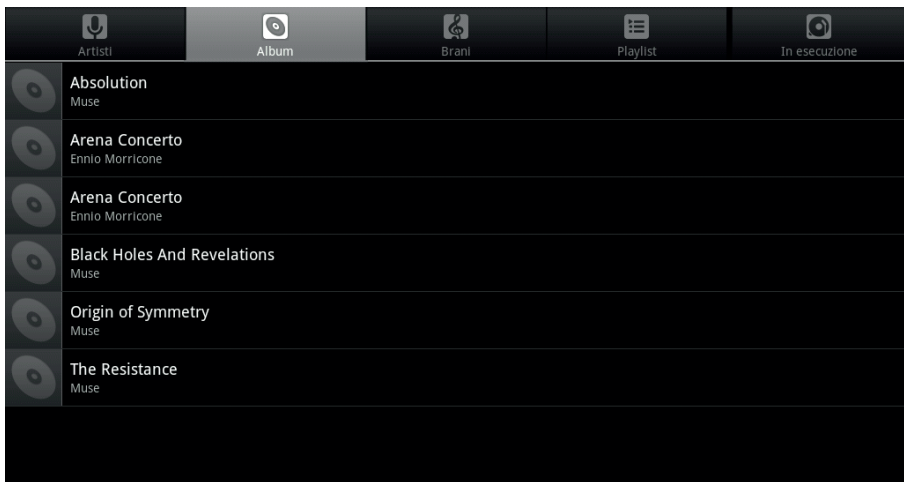 Artisti
Album
Brani
Playlist
In esecuzione
Absolution
Muse
Arena Concerto
Ennio Morricone
Arena Concerto
Ennio Morricone
Black Holes And Revelations
Muse
Origin of Symmetry
Muse
The Resistance
Muse